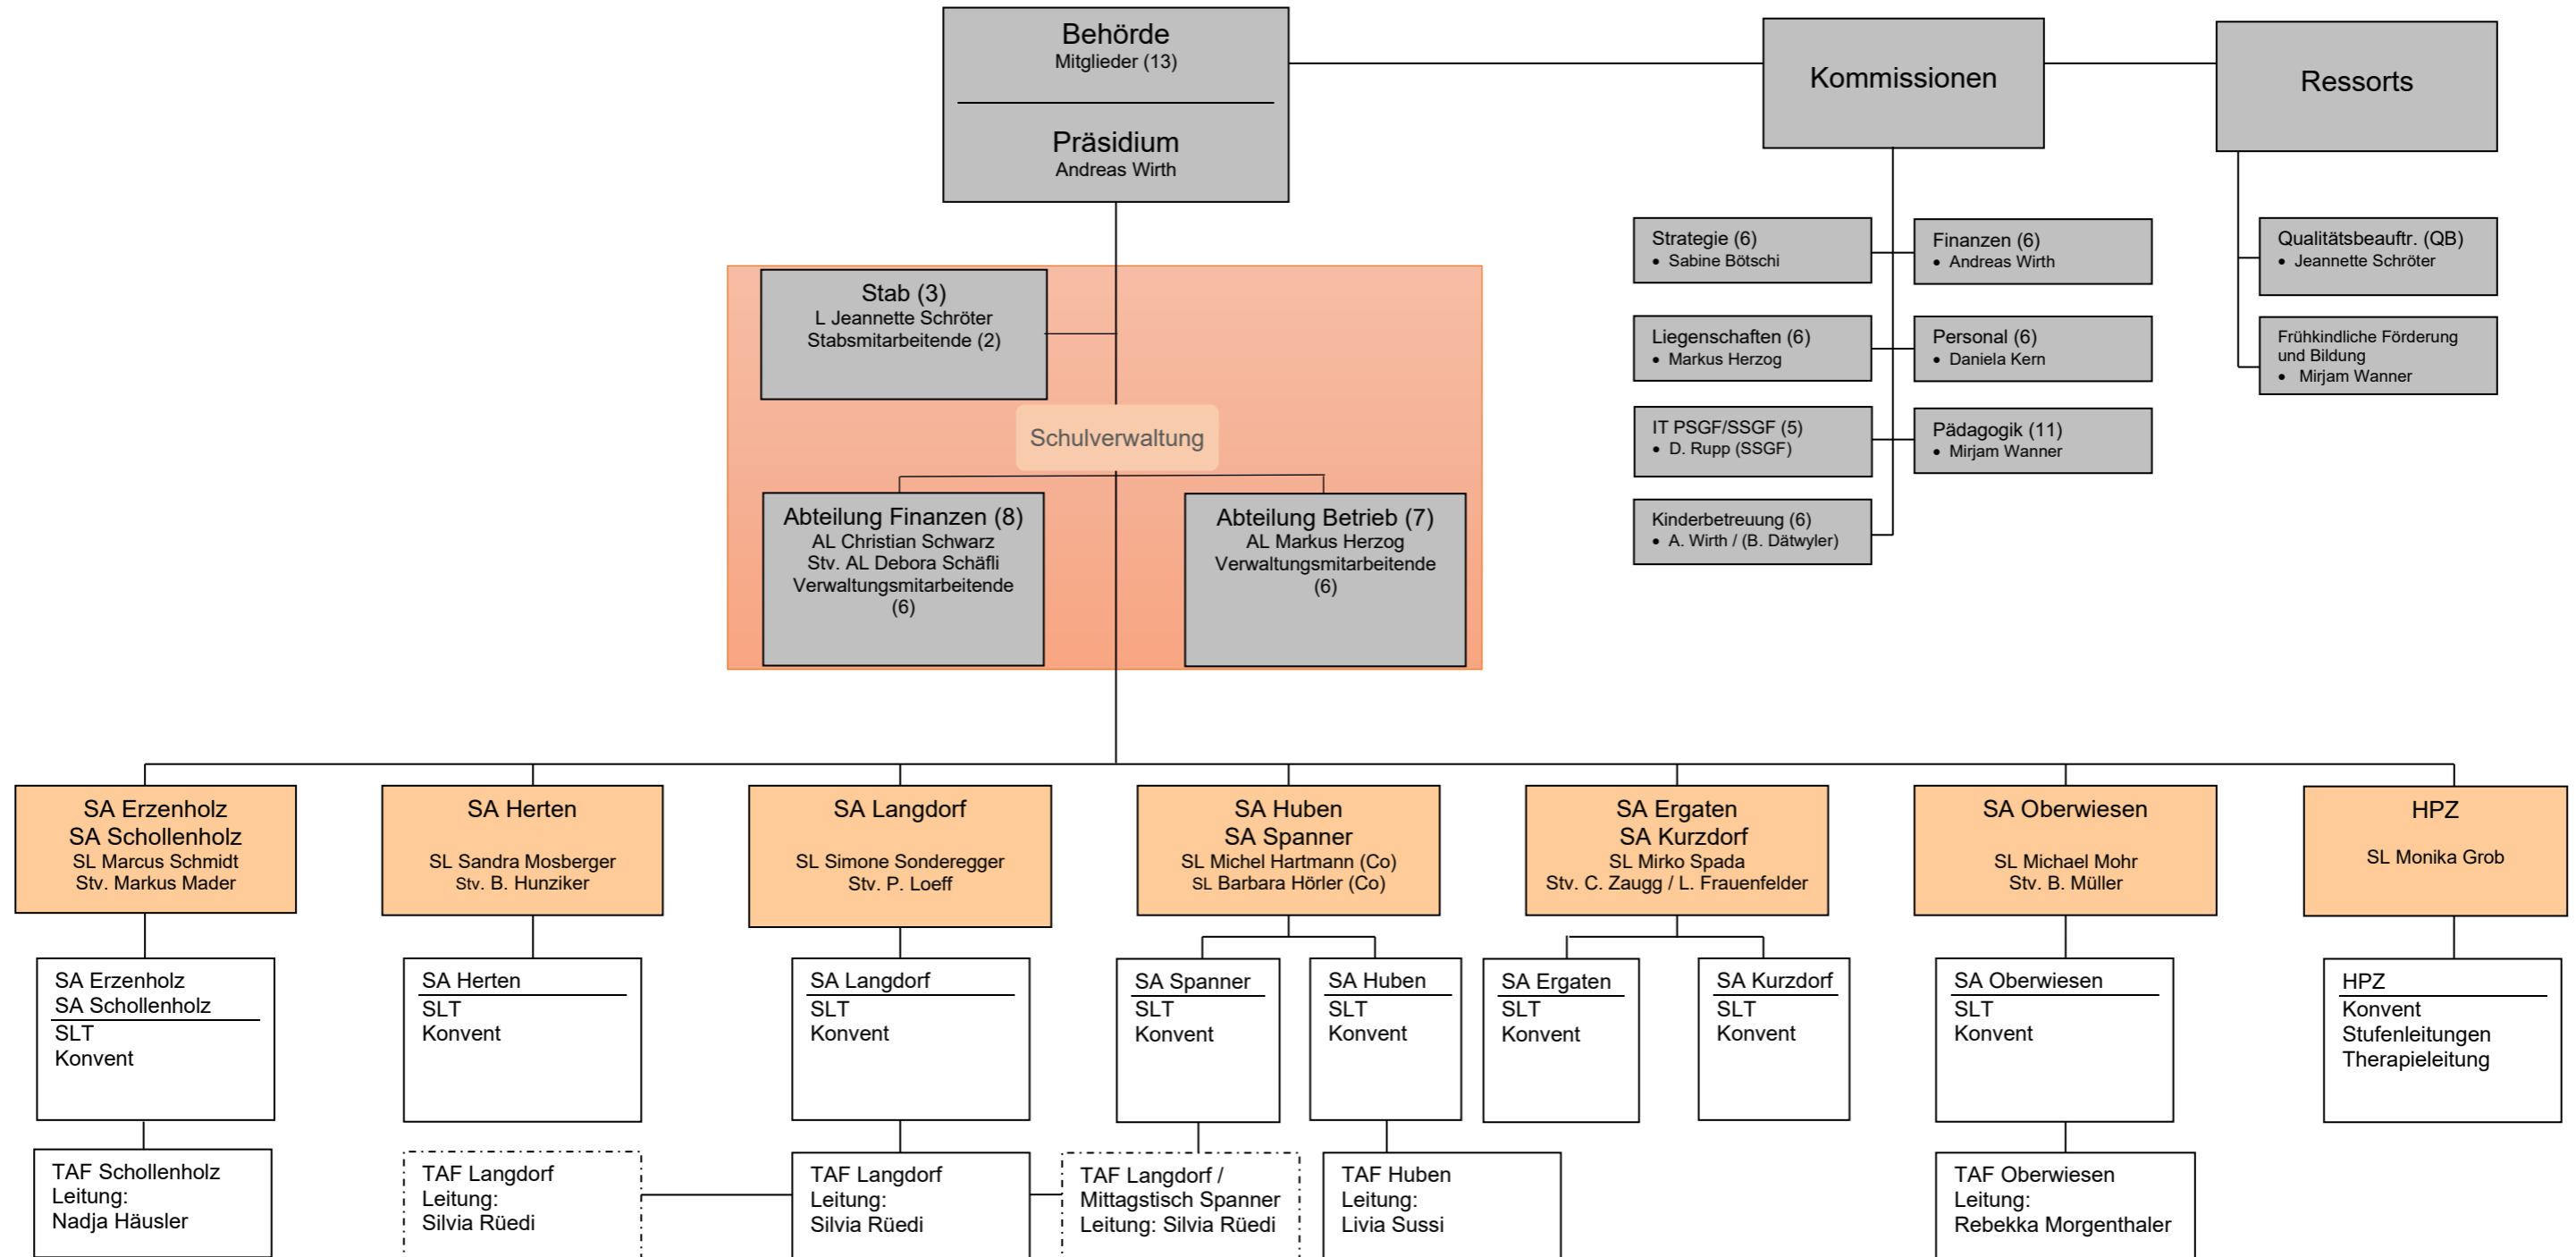 Behörde
Mitglieder (13)
Präsidium
Andreas Wirth
Kommissionen
Ressorts
Strategie (6)
• Sabine Bötschi
Finanzen (6)
• Andreas Wirth
Liegenschaften (6)
• Markus Herzog
Personal (6)
• Daniela Kern
IT PSGF/SSGF (5)
• D. Rupp (SSGF)
Pädagogik (11)
• Mirjam Wanner
Kinderbetreuung (6)
• A. Wirth / (B. Dätwyler)
Qualitätsbeauftr. (QB)
• Jeannette Schröter
Frühkindliche Förderung
und Bildung
• Mirjam Wanner
Stab (3)
L Jeannette Schröter
Stabsmitarbeitende (2)
Schulverwaltung
Abteilung Finanzen (8)
AL Christian Schwarz
Stv. AL Debora Schäfli
Verwaltungsmitarbeitende
(6)
Abteilung Betrieb (7)
AL Markus Herzog
Verwaltungsmitarbeitende
(6)
SA Erzenholz
SA Schollenholz
SL Marcus Schmidt
Stv. Markus Mader
SA Herten
SL Sandra Mosberger
Stv. B. Hunziker
SA Langdorf
SL Simone Sonderegger
Stv. P. Loeff
SA Huben
SA Spanner
SL Michel Hartmann (Co)
SL Barbara Hörler (Co)
SA Ergaten
SA Kurzdorf
SL Mirko Spada
Stv. C. Zaugg / L. Frauenfelder
SA Oberwiesen
SL Michael Mohr
Stv. B. Müller
HPZ
SL Monika Grob
SA Erzenholz
SA Schollenholz
SLT
Konvent
SA Herten
SLT
Konvent
SA Langdorf
SLT
Konvent
SA Spanner
SLT
Konvent
SA Huben
SLT
Konvent
SA Ergaten
SLT
Konvent
SA Kurzdorf
SLT
Konvent
SA Oberwiesen
SLT
Konvent
HPZ
Konvent
Stufenleitungen
Therapieleitung
TAF Schollenholz
Leitung:
Nadja Häusler
TAF Langdorf
Leitung:
Silvia Rüedi
TAF Langdorf
Leitung:
Silvia Rüedi
TAF Langdorf /
Mittagstisch Spanner
Leitung: Silvia Rüedi
TAF Huben
Leitung:
Livia Sussi
TAF Oberwiesen
Leitung:
Rebekka Morgenthaler